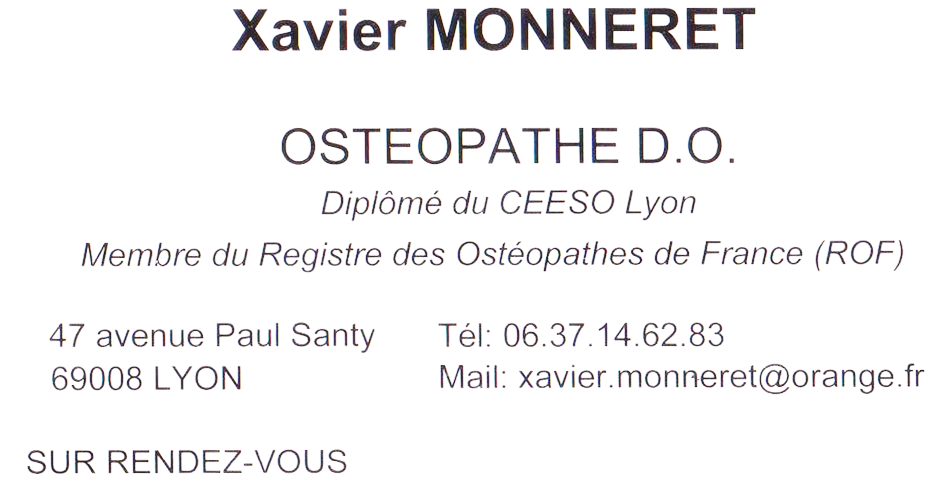 Xavier MONNERET
OSTEOPATHE D.O.
Diplômé du CEESO Lyon
Membre du Registre des Ostéopathes de France (ROF)
47 avenue Paul Santy
69008 LYON
Tél: 06.37.14.62.83
Mail: xavier.monneret@orange.fr
SUR RENDEZ-VOUS